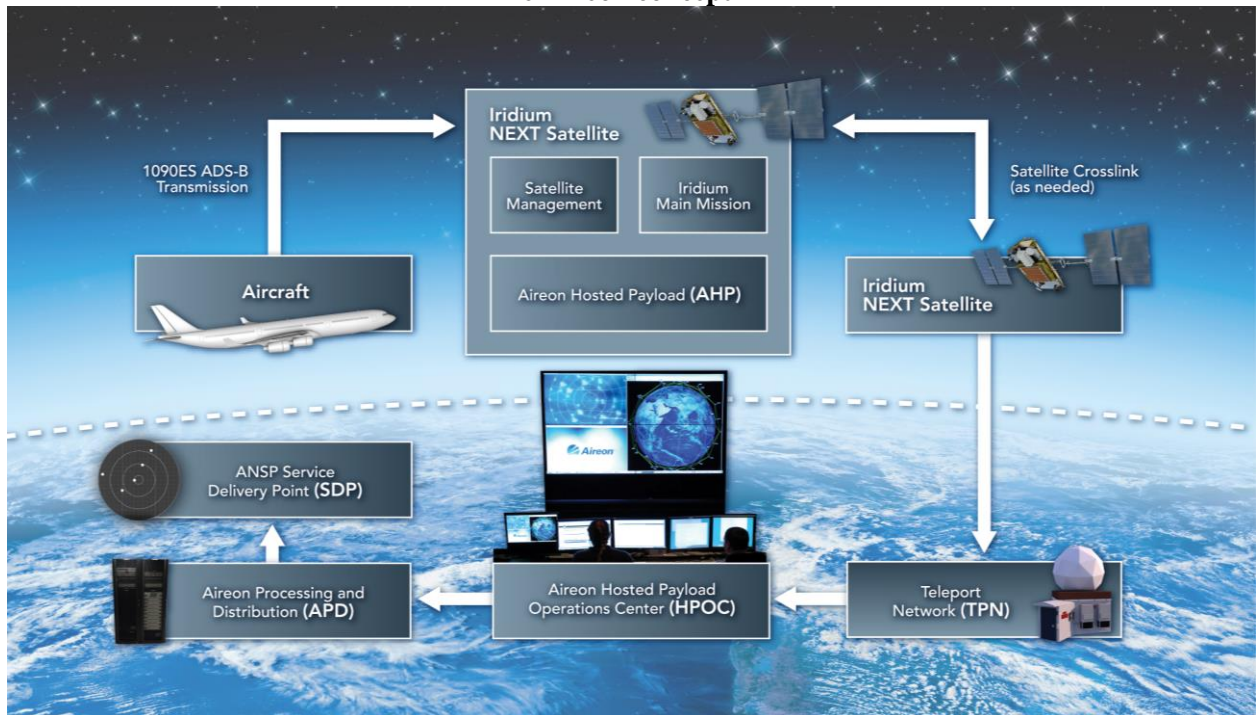 Iridium
NEXT Satellite
1090ES ADS-B
Transmission
Satellite
Management
Iridium
Main Mission
Satellite Crosslink
(as needed)
Aircraft
Aireon Hosted Payload (AHP)
Iridium
NEXT Satellite
Aireon
ANSP Service
Delivery Point (SDP)
Aireon Processing and
Distribution (APD)
Aireon Hosted Payload
Operations Center (HPOC)
Teleport
Network (TPN)